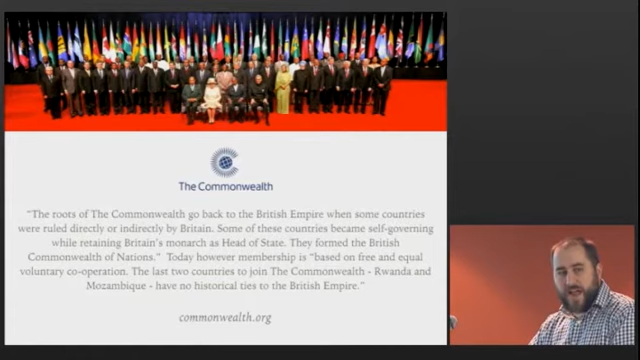 The Commonwealth
"The roots of The Commonwealth go back to the British Empire when some countries
were ruled directly or indirectly by Britain. Some of these countries became self-governing
while retaining Britain's monarch as Head of State. They formed the British
Commonwealth of Nations." Today however membership is "based on free and equal
voluntary co-operation. The last two countries to join The Commonwealth - Rwanda and
Mozambique - have no historical ties to the British Empire."
commonwealth.org